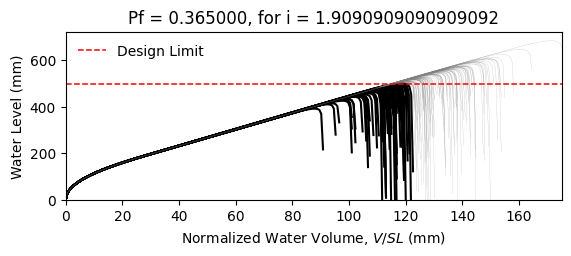 Pf = 0.365000, for i = 1.9090909090909092
Design Limit
Water Level (mm)
600
400
200
0
0 20 40 60 80 100 120 140 160
Normalized Water Volume, V/SL (mm)